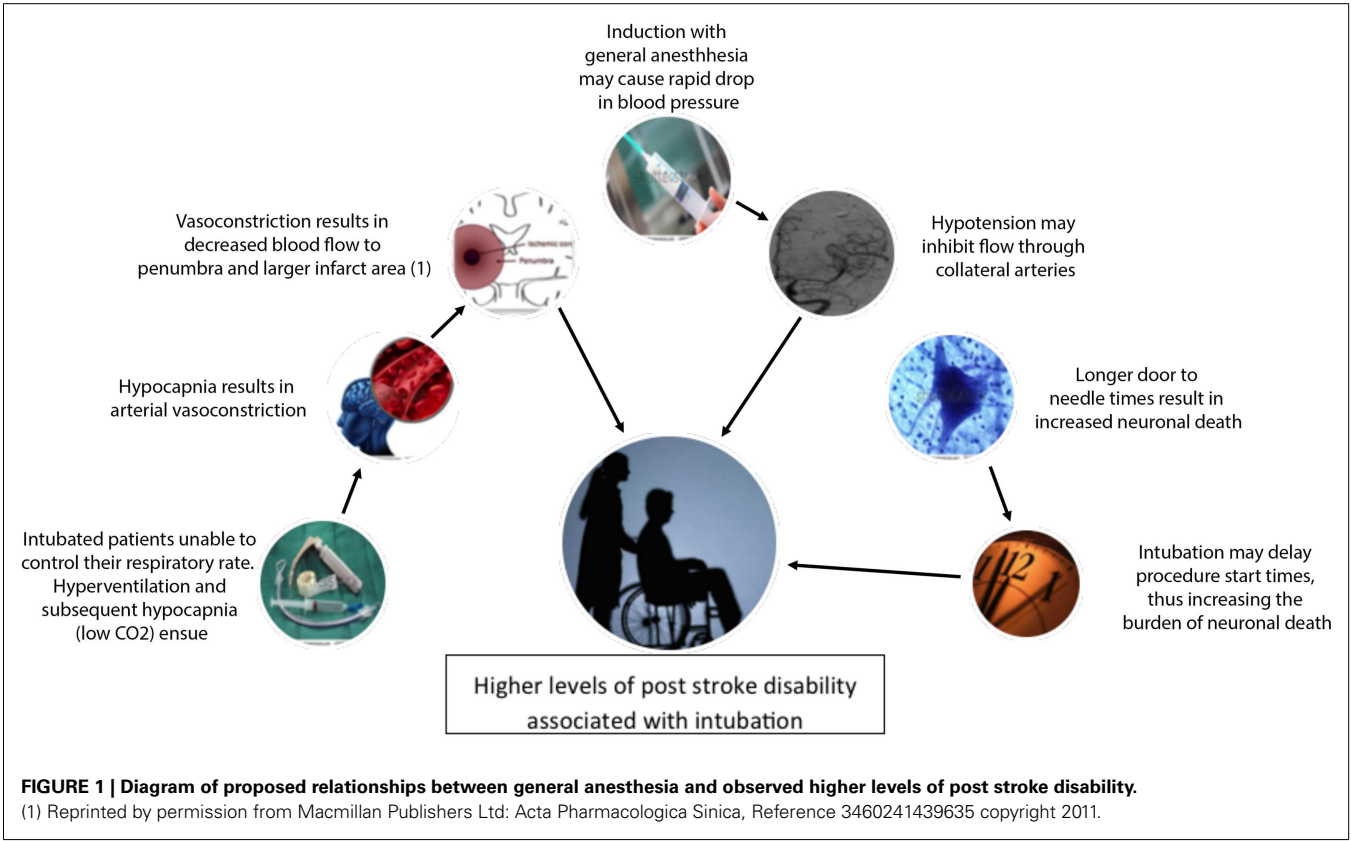 Induction with
general anesthhesia
may cause rapid drop
in blood pressure
Vasoconstriction results in
decreased blood flow to
penumbra and larger infarct area (1)
Ischemic cor
Penumbra
Hypotension may
inhibit flow through
collateral arteries
Hypocapnia results in
arterial vasoconstriction
Longer door to
needle times result in
increased neuronal death
Intubated patients unable to
control their respiratory rate.
Hyperventilation and
subsequent hypocapnia
(low CO2) ensue
12
1
Intubation may delay
procedure start times,
thus increasing the
burden of neuronal death
Higher levels of post stroke disability
associated with intubation
FIGURE 1 | Diagram of proposed relationships between general anesthesia and observed higher levels of post stroke disability.
(1) Reprinted by permission from Macmillan Publishers Ltd: Acta Pharmacologica Sinica, Reference 3460241439635 copyright 2011.